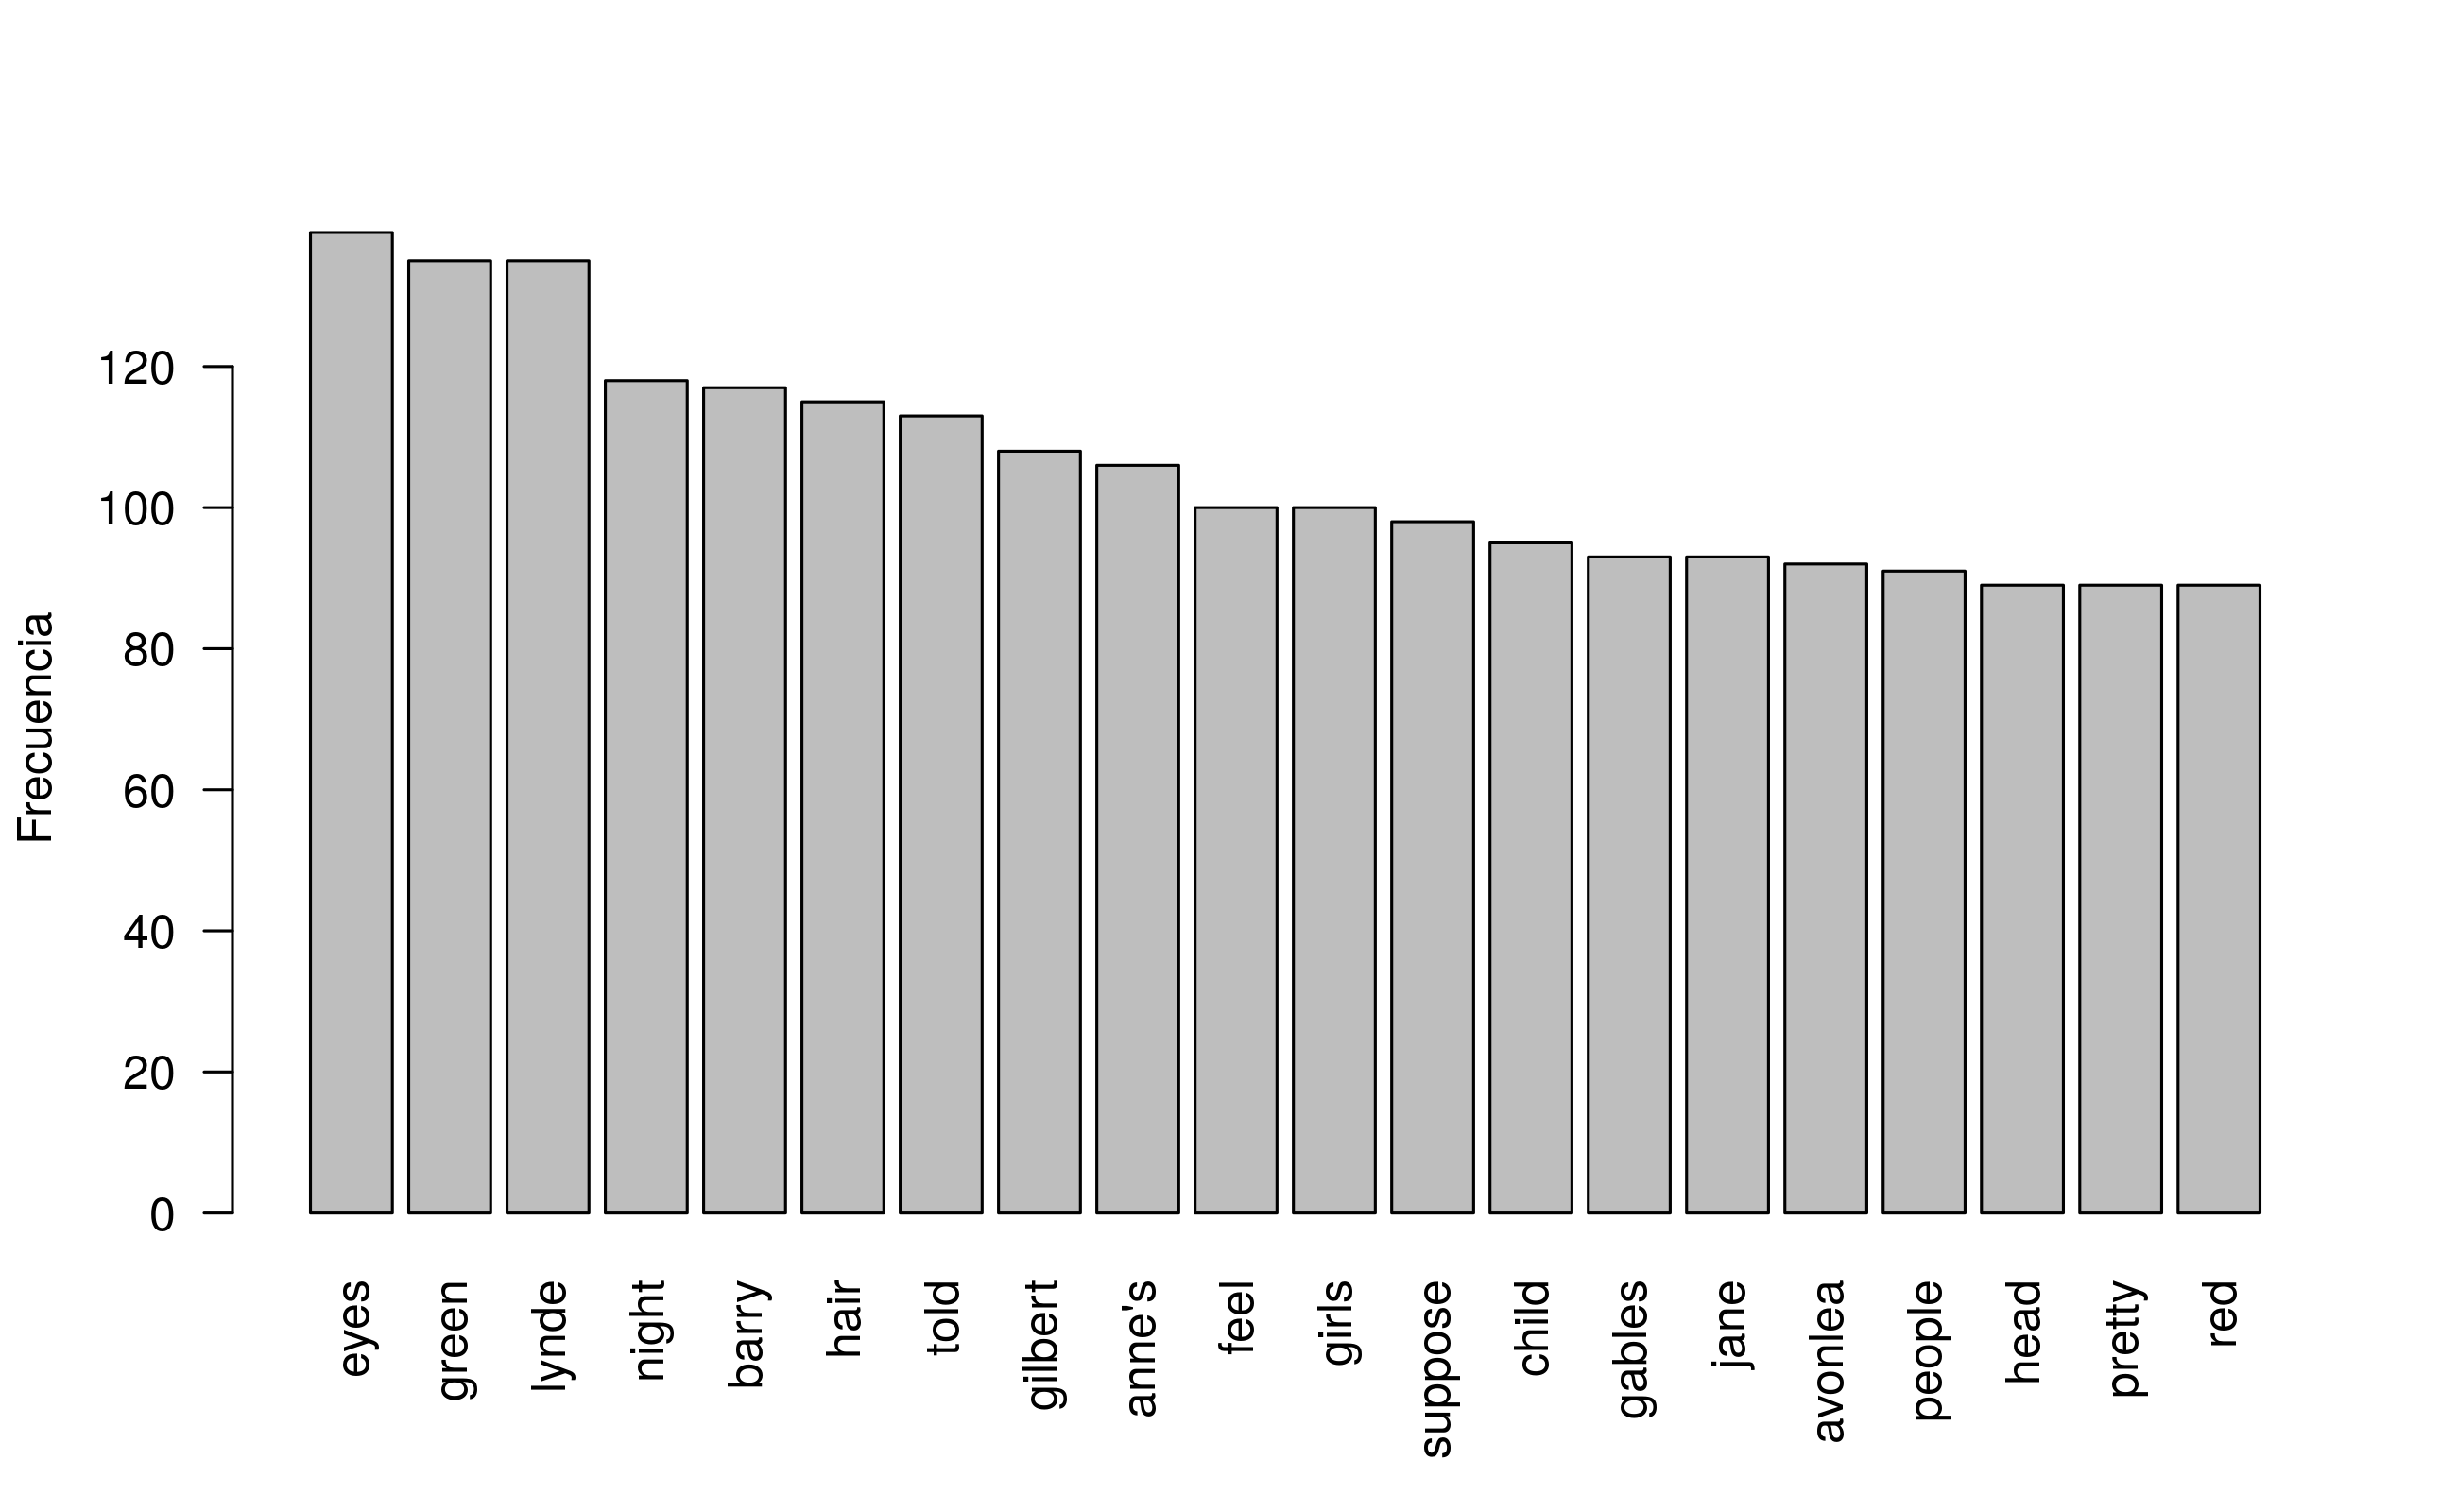 Frecuencia
120
100
80
60
40
20
0
eyes
green
lynde
night
barry
hair
told
gilbert
anne's
feel
girls
suppose
child
gables
jane
avonlea
people
head
pretty
red